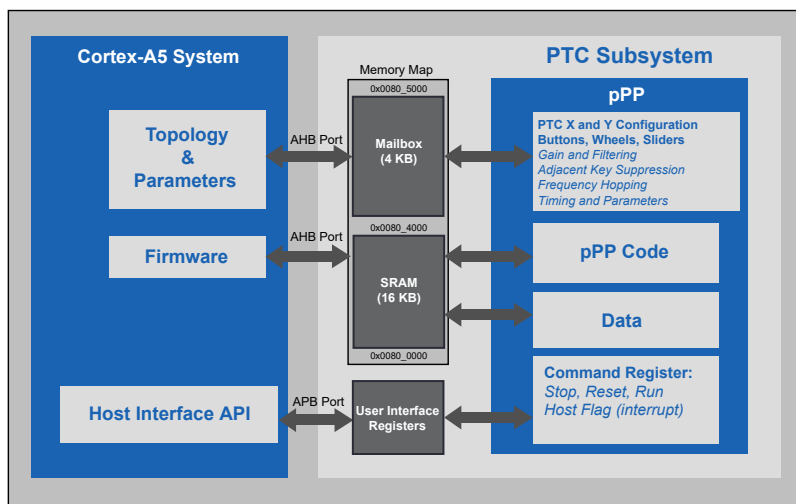 Cortex-A5 System
PTC Subsystem
Memory Map
0x0080_5000
pPP
Topology
&
Parameters
AHB Port
Mailbox
(4 KB)
PTC X and Y Configuration
Buttons, Wheels, Sliders
Gain and Filtering
Adjacent Key Suppression
Frequency Hopping
Timing and Parameters
0x0080_4000
Firmware
AHB Port
SRAM
(16 KB)
pPP Code
Data
0x0080_0000
Host Interface API
APB Port
User Interface
Registers
Command Register:
Stop, Reset, Run
Host Flag (interrupt)